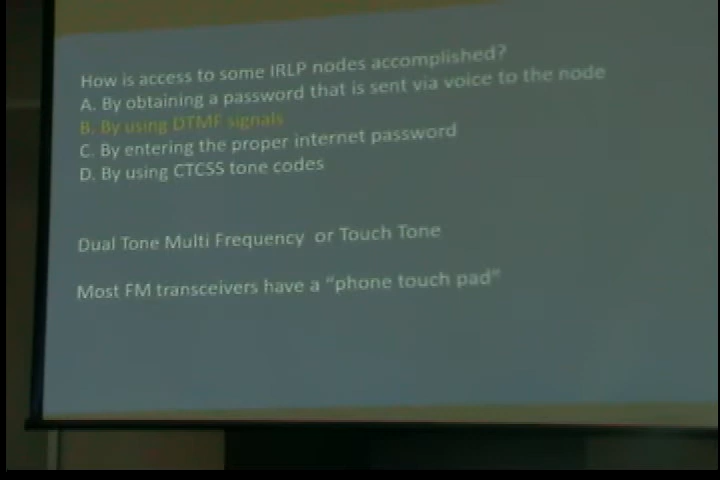 How is access to some IRLP nodes accomplished?
A. By obtaining a password that is sent via voice to the node
B. By using DTMF signals
C. By entering the proper internet password
D. By using CTCSS tone codes
Dual Tone Multi Frequency or Touch Tone
Most FM transceivers have a “phone touch pad”